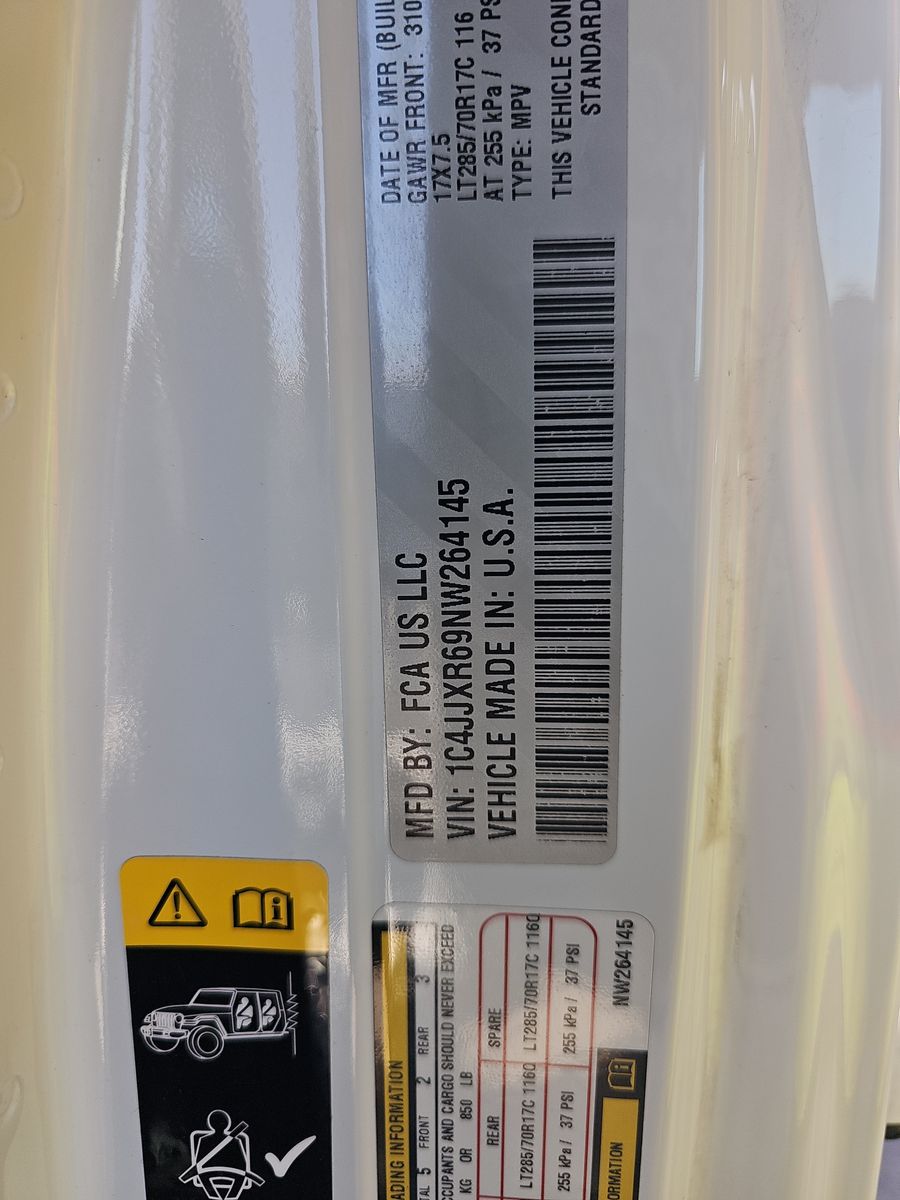 MFD BY: FCA US LLC
VIN: 1C4JJXR69NW264145
VEHICLE MADE IN: U.S.A.
DATE OF MFR (BUIL
GAWR FRONT: 310
17X7.5
LT285/70R17C 116
AT 255 kPa / 37 PS
TYPE: MPV
THIS VEHICLE CON
STANDARD
ADING INFORMATION
TAL 5 FRONT 2 REAR 3
CCUPANTS AND CARGO SHOULD NEVER EXCEED
KG OR 850 LB
REAR SPARE
LT285/70R17C 116Q LT285/70R17C 116Q
255 kPa / 37 PSI 255 kPa / 37 PSI
ORMATION
NW264145